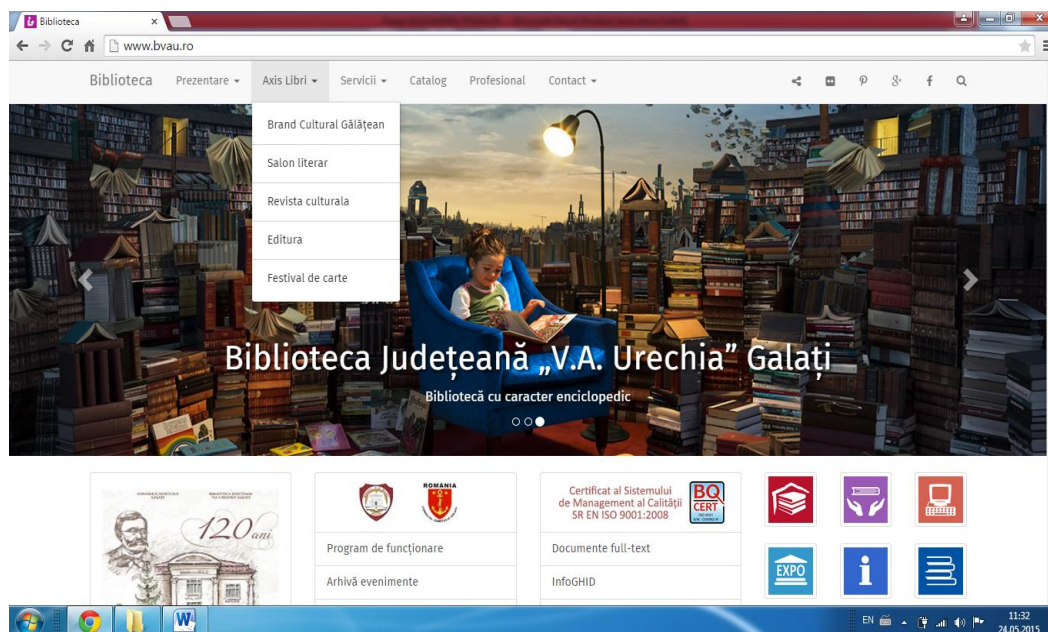 Biblioteca
www.bvau.ro
Biblioteca Prezentare Axis Libri Servicii Catalog Profesional Contact
Brand Cultural Gălățean
Salon literar
Revista culturala
Editura
Festival de carte
Biblioteca Județeană „V.A. Urechia” Galați
Bibliotecă cu caracter enciclopedic
120 ani
ROMÂNIA
Program de funcționare
Arhivă evenimente
Certificat al Sistemului
de Management al Calității
SR EN ISO 9001:2008
BQ
CERT
Documente full-text
InfoGHID
EXPO
EN
11:32
24.05.2015